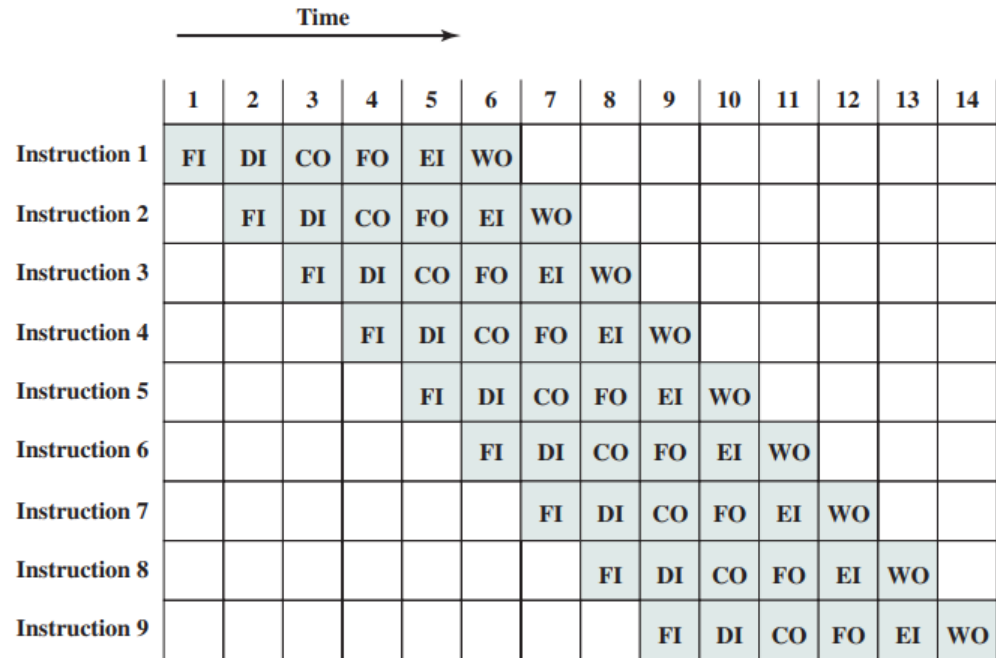 Time
1 2 3 4 5 6 7 8 9 10 11 12 13 14
Instruction 1 FI DI CO FO EI WO
Instruction 2 FI DI CO FO EI WO
Instruction 3 FI DI CO FO EI WO
Instruction 4 FI DI CO FO EI WO
Instruction 5 FI DI CO FO EI WO
Instruction 6 FI DI CO FO EI WO
Instruction 7 FI DI CO FO EI WO
Instruction 8 FI DI CO FO EI WO
Instruction 9 FI DI CO FO EI WO